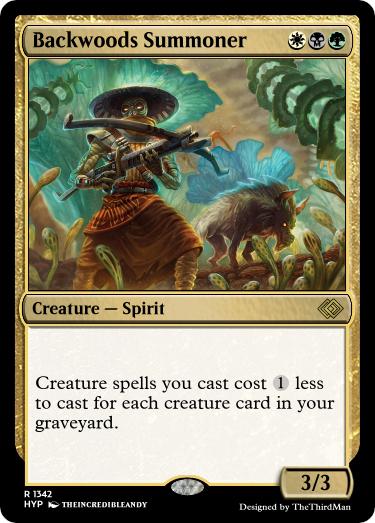 Backwoods Summoner
Creature — Spirit
Creature spells you cast cost 1 less
to cast for each creature card in your
graveyard.
3/3
R 1342
HYP THEINCREDIBLEANDY
Designed by TheThirdMan